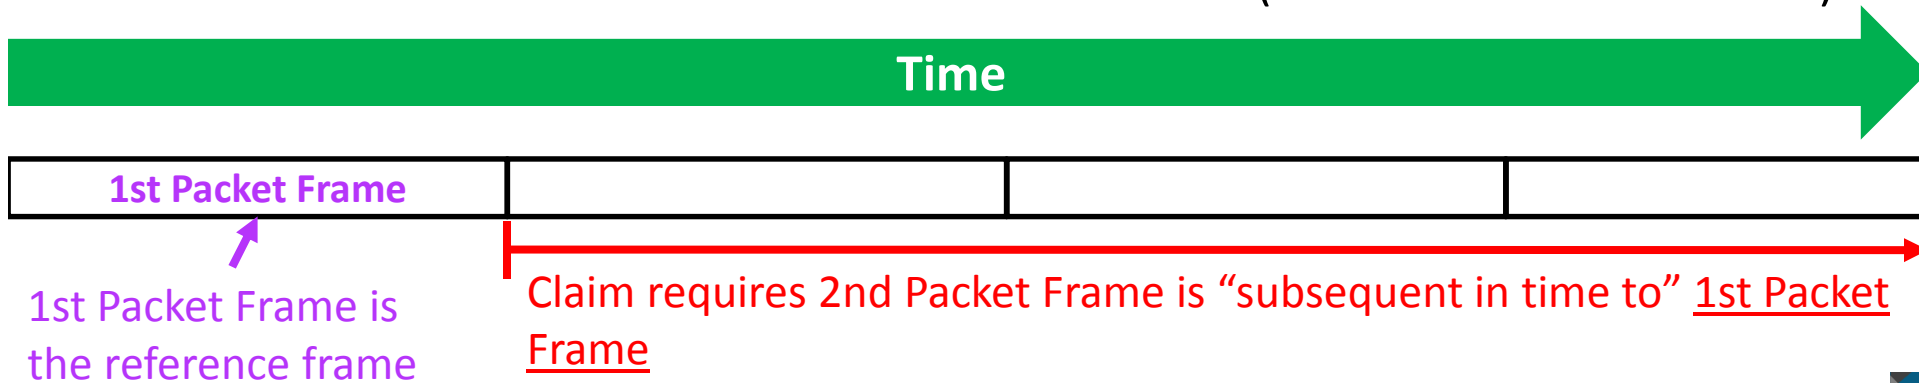 Time
1st Packet Frame
1st Packet Frame is
the reference frame
Claim requires 2nd Packet Frame is “subsequent in time to” 1st Packet
Frame